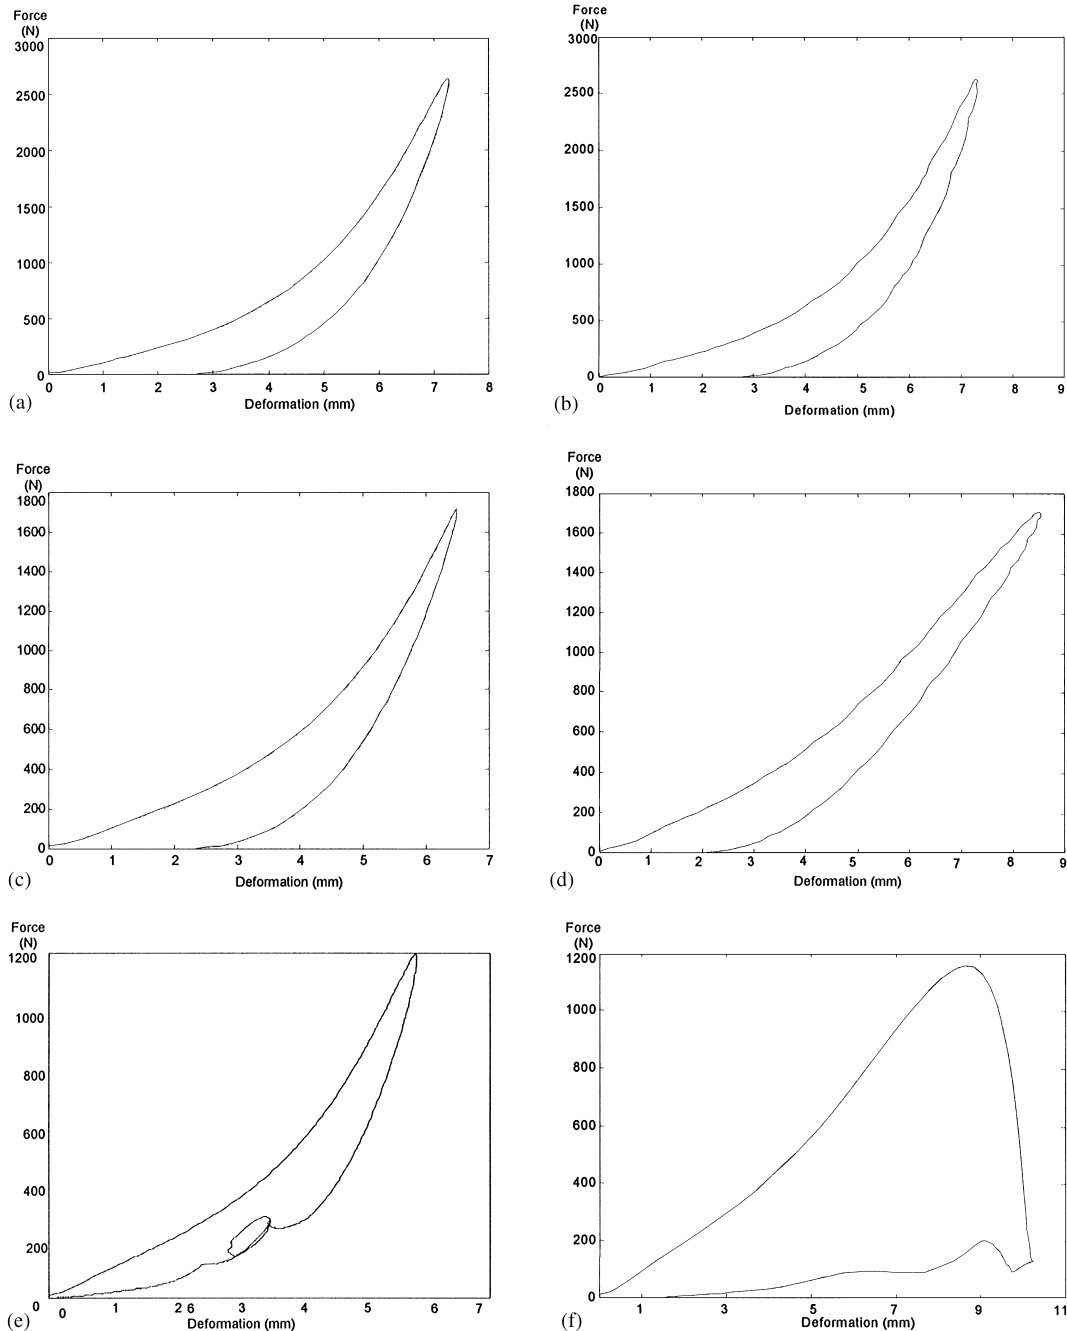 Force
(N)
3000
2500
2000
1500
1000
500
0
0 1 2 3 4 5 6 7 8
Deformation (mm)
(a)
Force
(N)
3000
2500
2000
1500
1000
500
0
0 1 2 3 4 5 6 7 8 9
Deformation (mm)
(b)
Force
(N)
1800
1600
1400
1200
1000
800
600
400
200
0
0 1 2 3 4 5 6 7
Deformation (mm)
(c)
Force
(N)
1800
1600
1400
1200
1000
800
600
400
200
0
0 1 2 3 4 5 6 7 8 9
Deformation (mm)
(d)
Force
(N)
1200
1000
800
600
400
200
0
0 1 2 6 3 4 5 6 7
Deformation (mm)
(e)
Force
(N)
1200
1000
800
600
400
200
0
1 3 5 7 9 11
Deformation (mm)
(f)